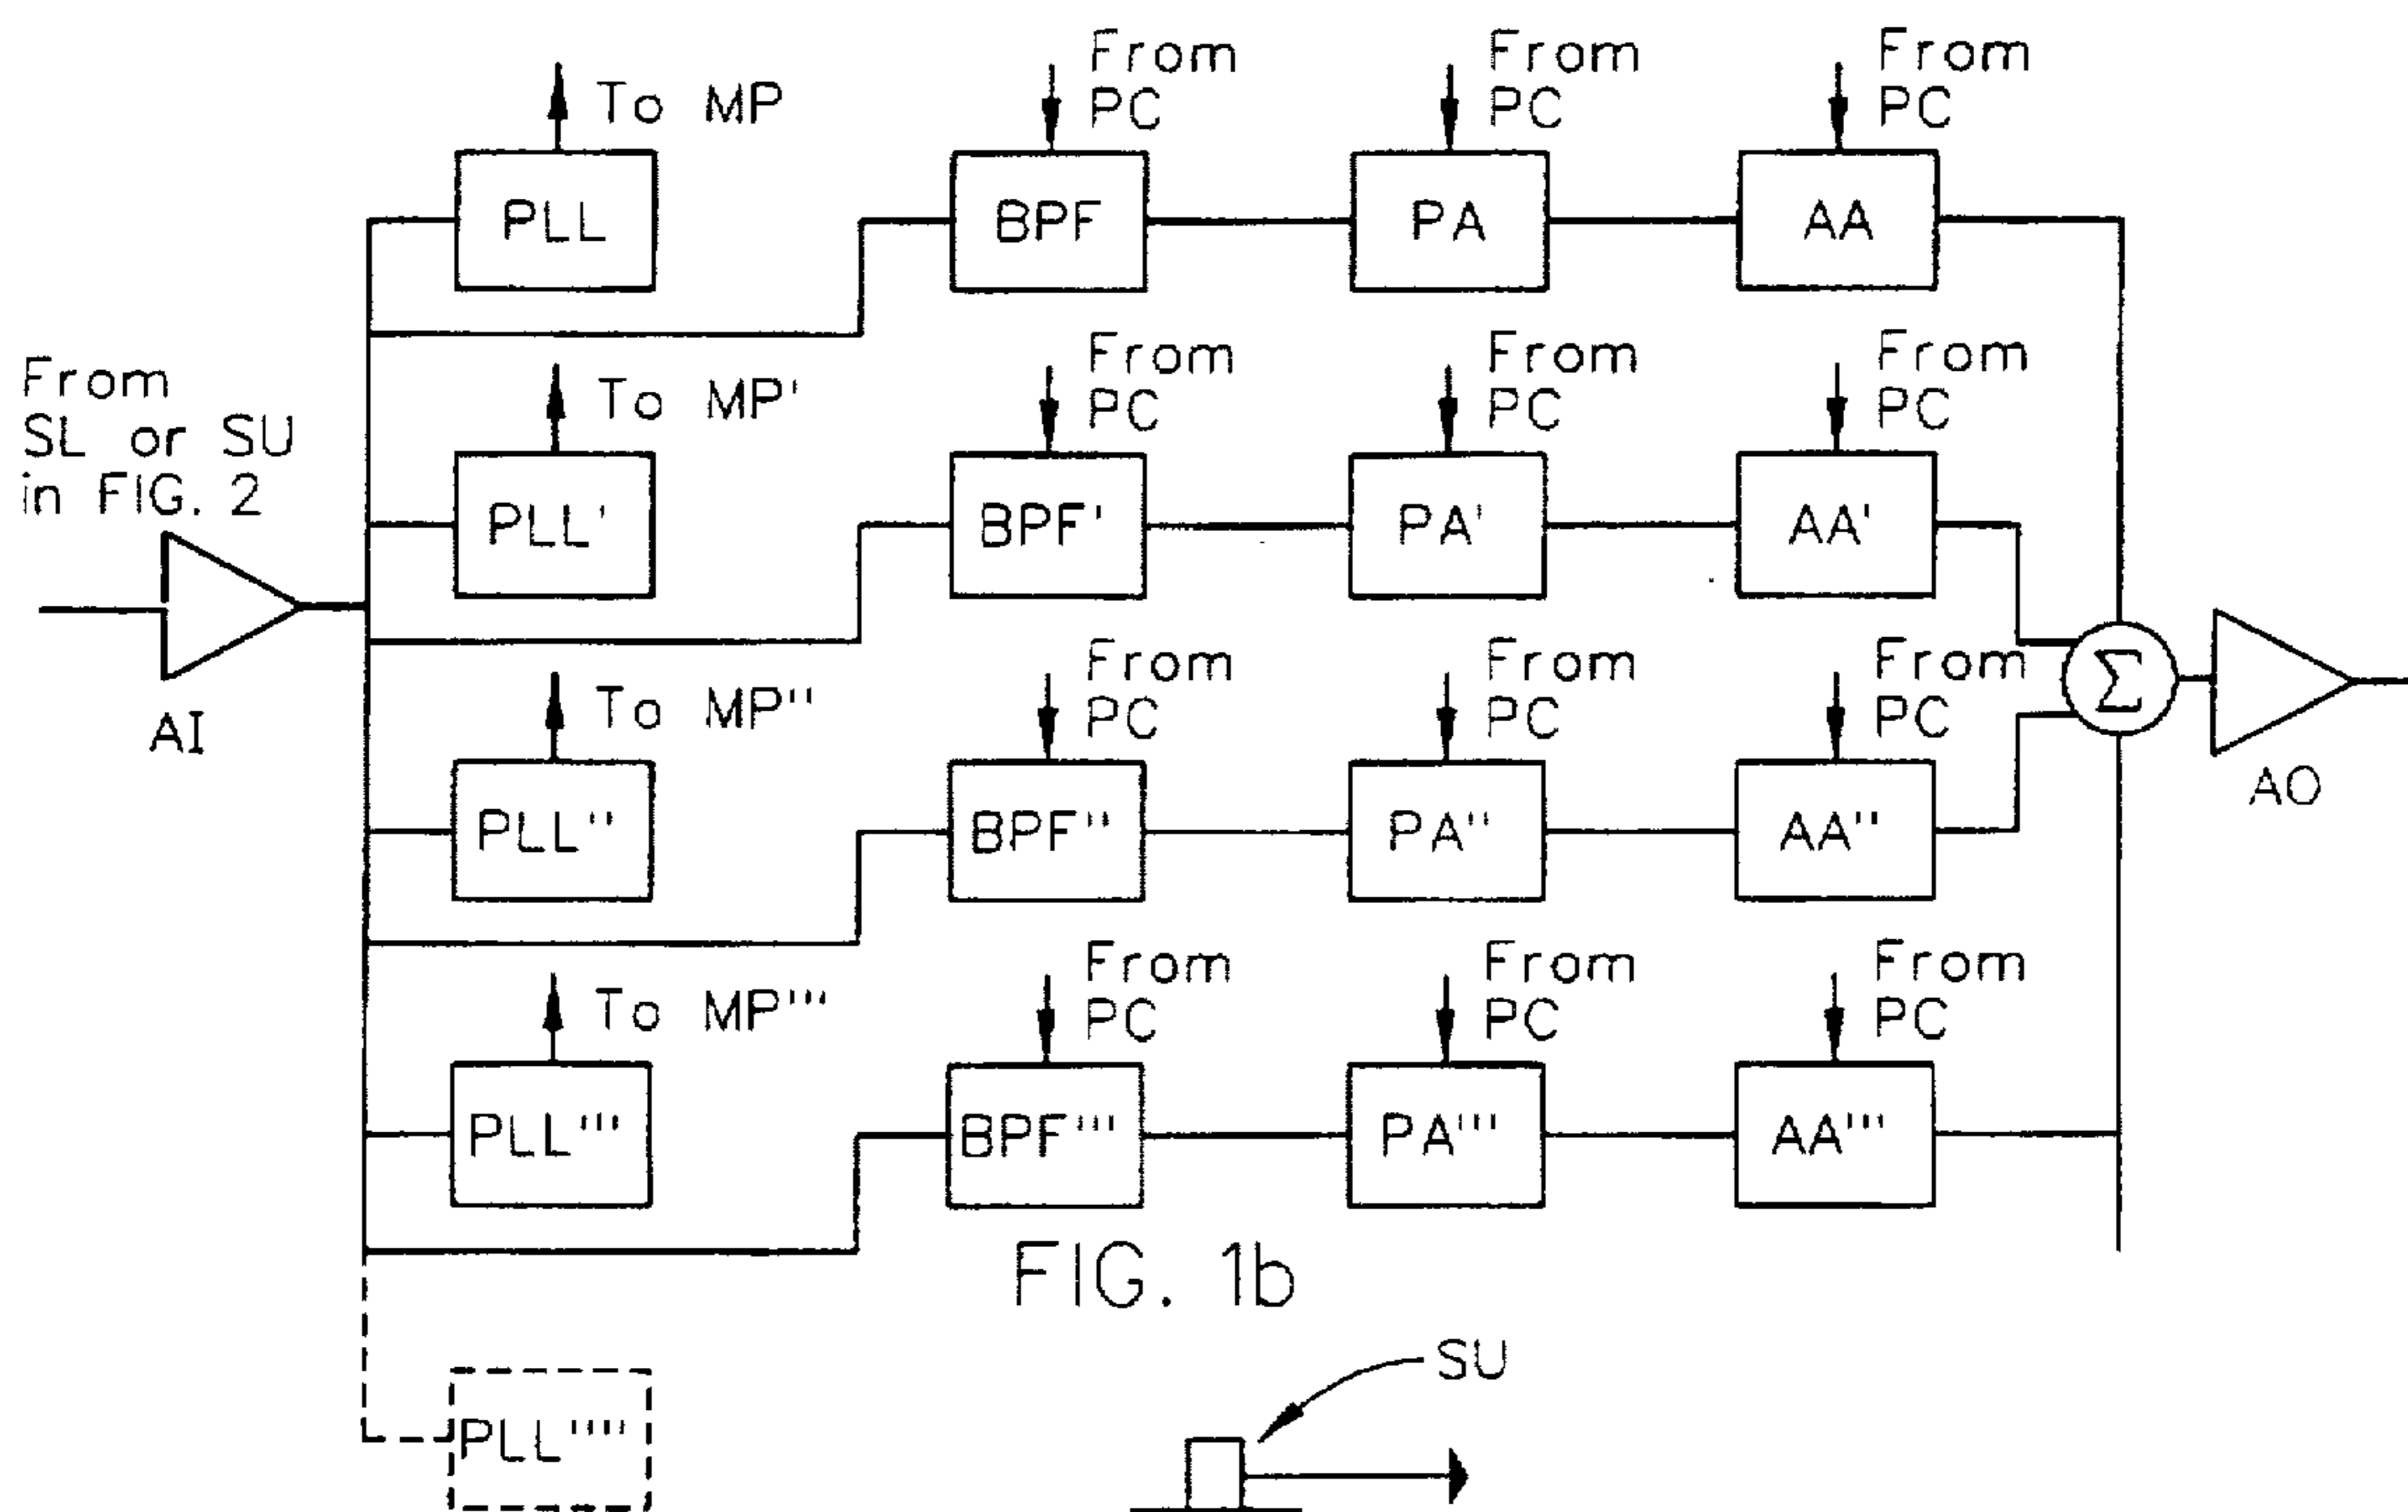 From
PC
From
PC
From
PC
To MP
PLL
BPF
PA
AA
From
SL or SU
in FIG. 2
From
PC
From
PC
From
PC
To MP'
PLL'
BPF'
PA'
AA'
AI
From
PC
From
PC
From
PC
To MP''
Σ
AO
PLL''
BPF''
PA''
AA''
From
PC
From
PC
From
PC
To MP'''
PLL'''
BPF'''
PA'''
AA'''
FIG. 1b
SU
PLL''''